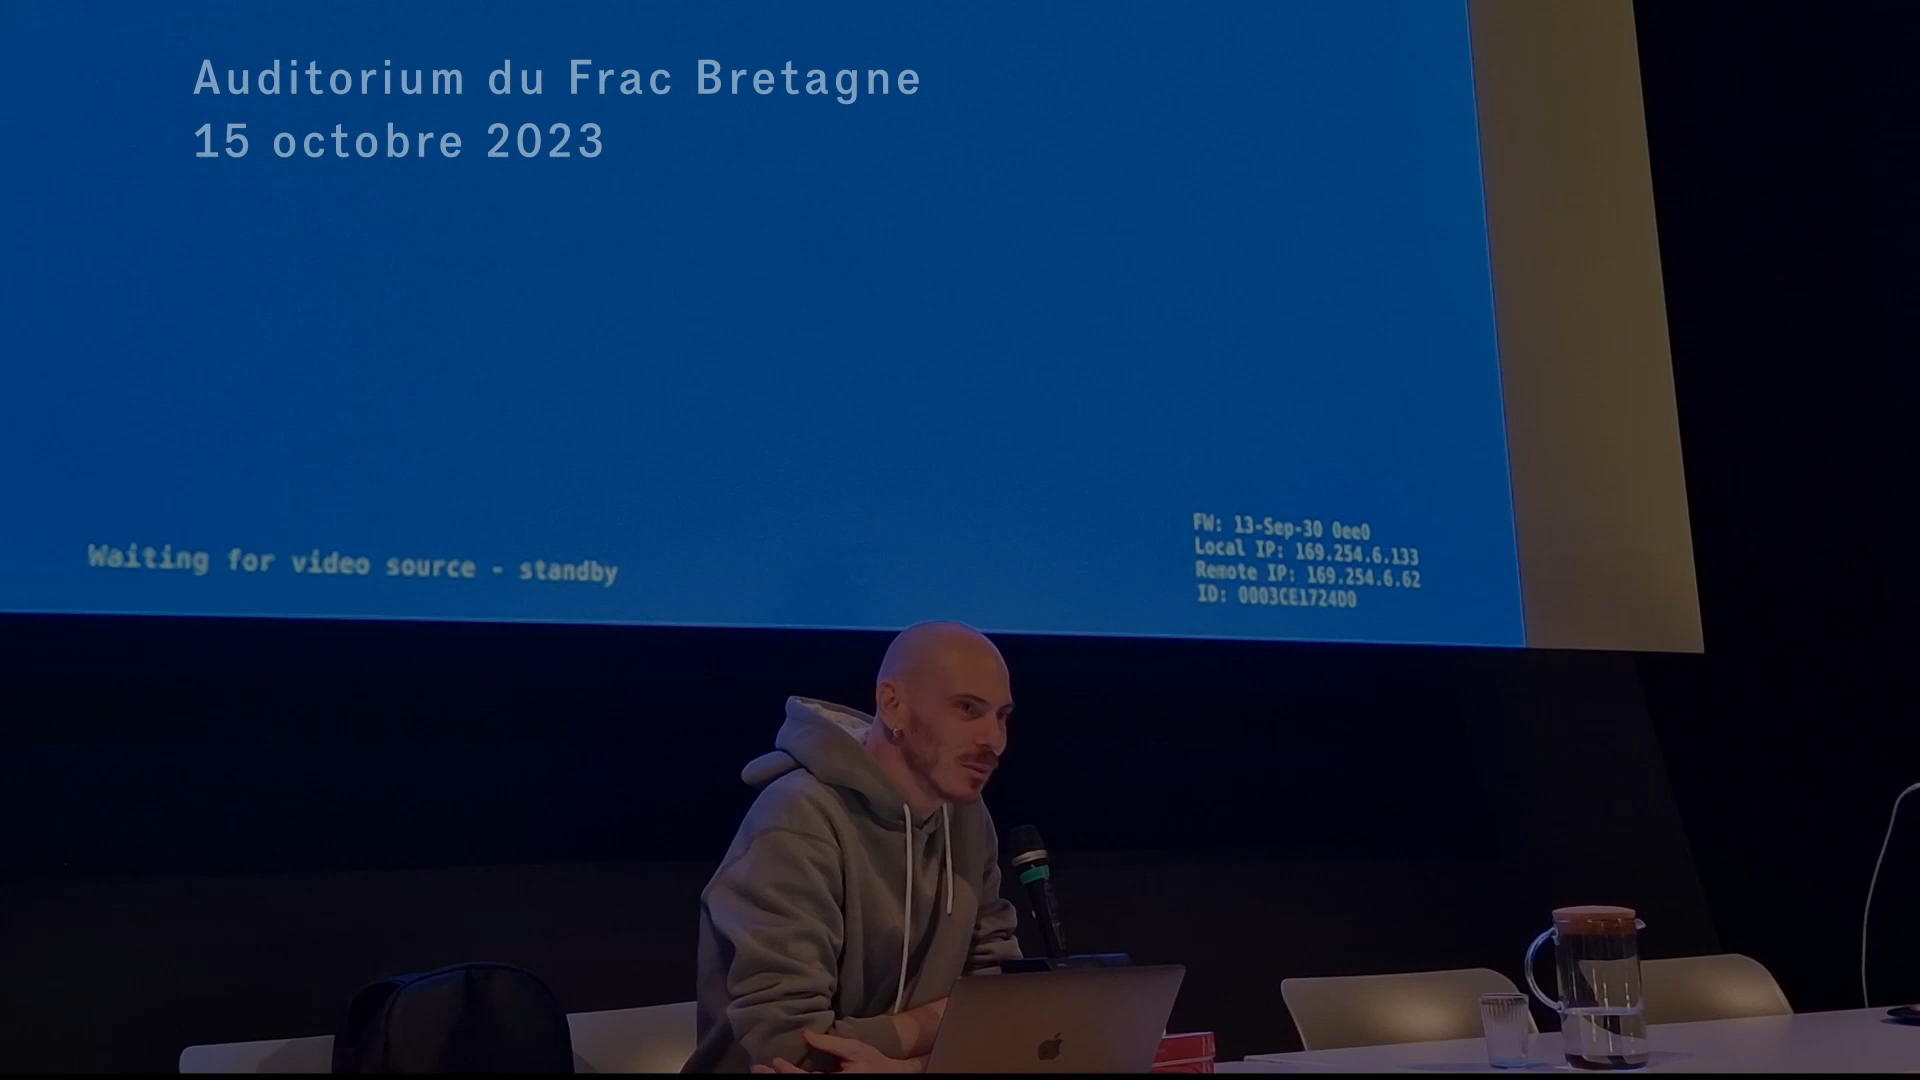 Auditorium du Frac Bretagne
15 octobre 2023
Waiting for video source - standby
FW: 13-Sep-30 0ee0
Local IP: 169.254.6.133
Remote IP: 169.254.6.62
ID: 0003CE1724D0